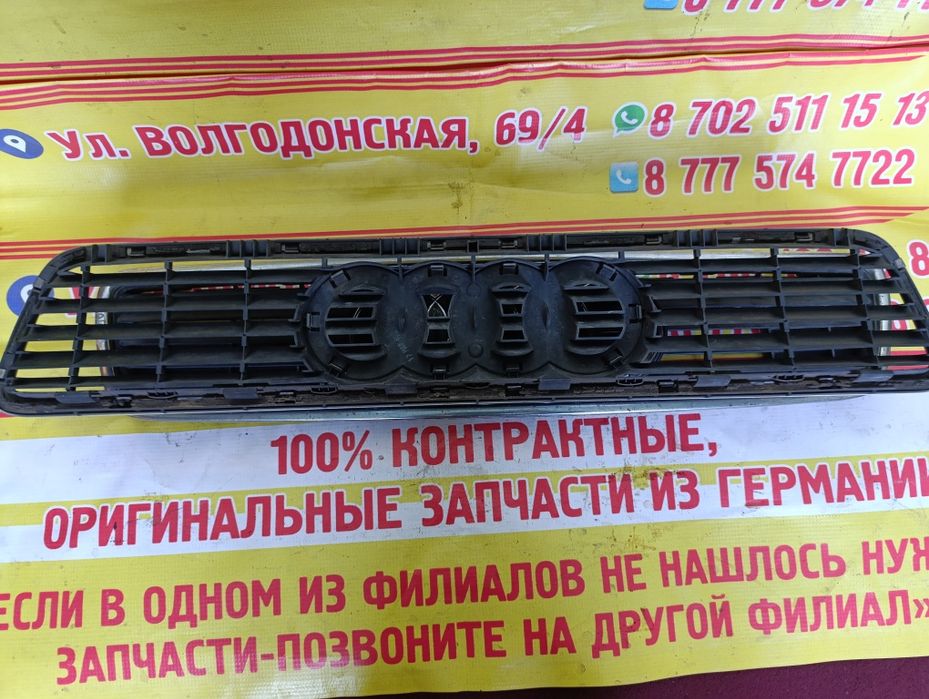 Ул. ВОЛГОДОНСКАЯ, 69/4
8 702 511 15 13
8 777 574 7722
100% КОНТРАКТНЫЕ,
ОРИГИНАЛЬНЫЕ ЗАПЧАСТИ ИЗ ГЕРМАНИИ
ЕСЛИ В ОДНОМ ИЗ ФИЛИАЛОВ НЕ НАШЛОСЬ НУЖ
ЗАПЧАСТИ-ПОЗВОНИТЕ НА ДРУГОЙ ФИЛИАЛ»